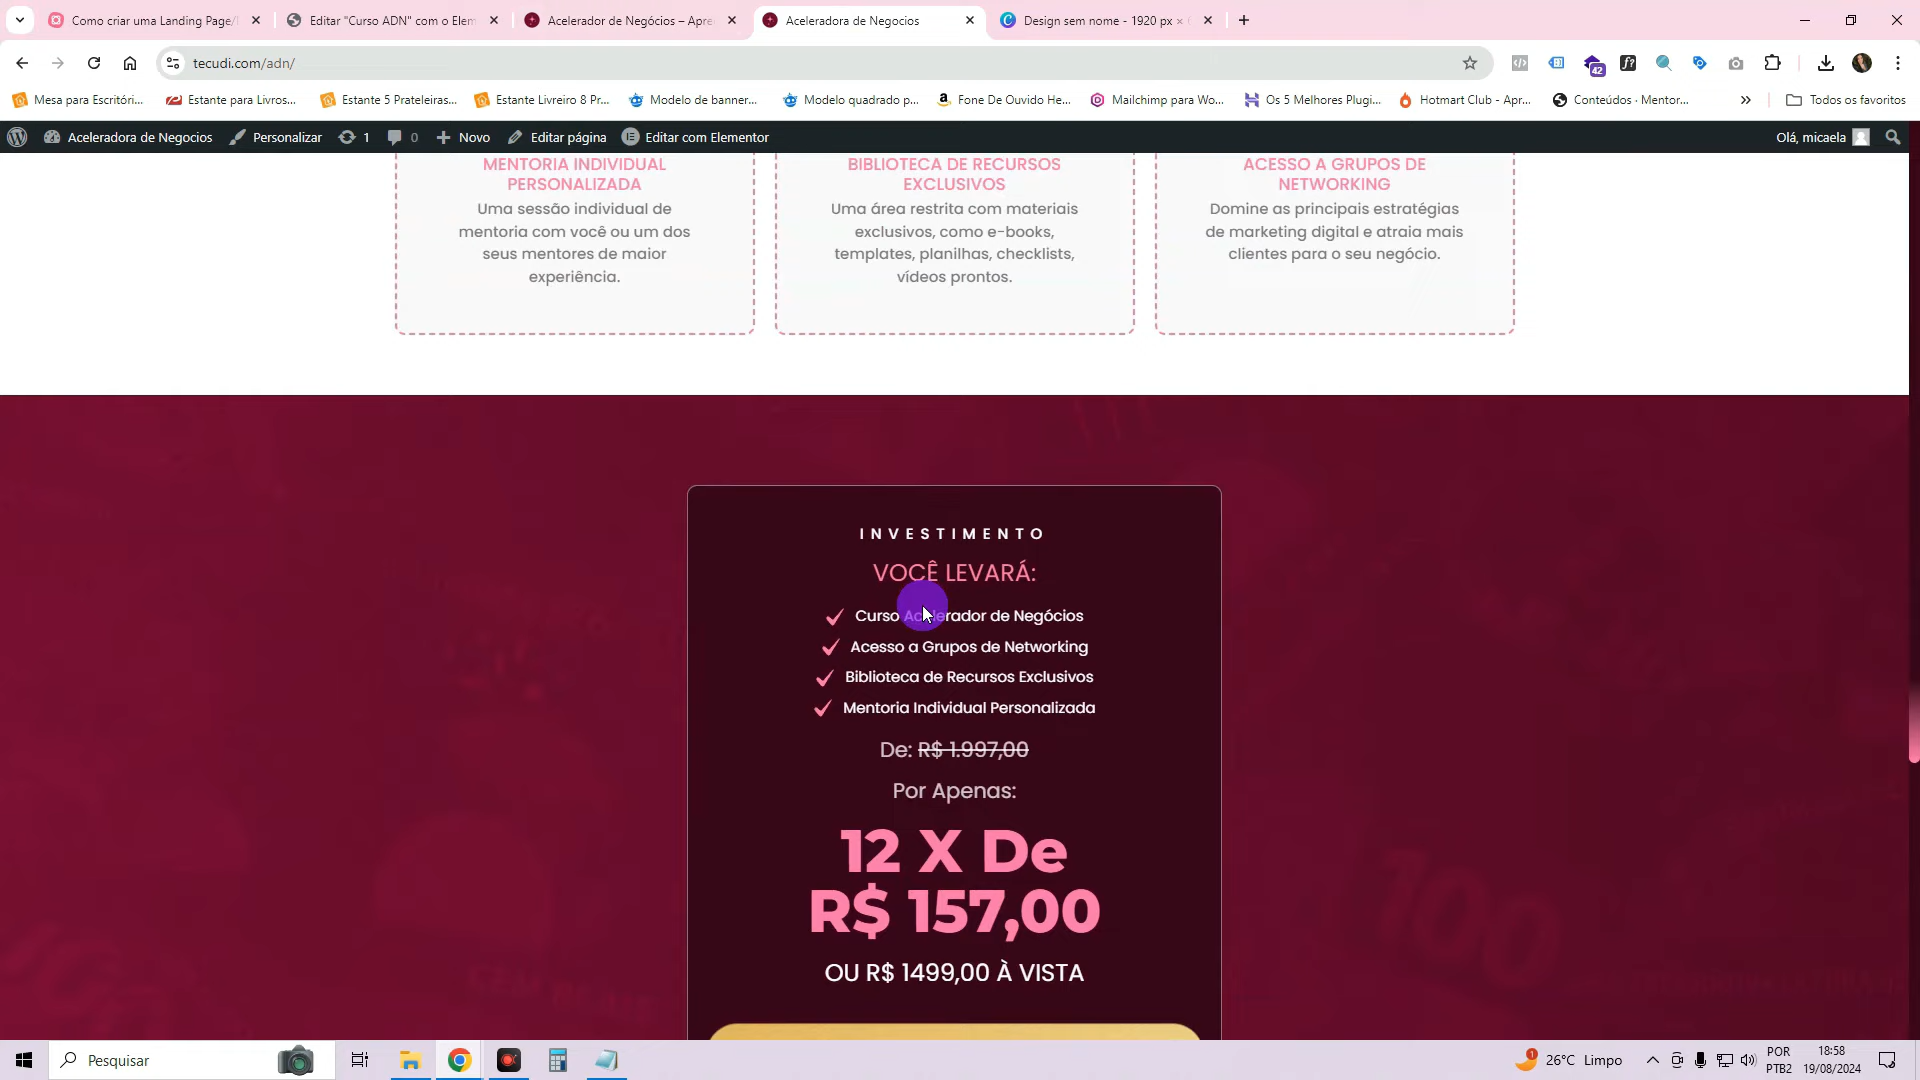 Como criar uma Landing Page/
Editar "Curso ADN" com o Elem
Acelerador de Negócios – Apre
Aceleradora de Negocios
Design sem nome - 1920 px ×
tecudi.com/adn/
42
Mesa para Escritóri...
Estante para Livros...
Estante 5 Prateleiras...
Estante Livreiro 8 Pr...
Modelo de banner...
Modelo quadrado p...
Fone De Ouvido He...
Mailchimp para Wo...
Os 5 Melhores Plugi...
Hotmart Club - Apr...
Conteúdos · Mentor...
Todos os favoritos
Aceleradora de Negocios
Personalizar
1
0
Novo
Editar página
Editar com Elementor
Olá, micaela
MENTORIA INDIVIDUAL
PERSONALIZADA
Uma sessão individual de
mentoria com você ou um dos
seus mentores de maior
experiência.
BIBLIOTECA DE RECURSOS
EXCLUSIVOS
Uma área restrita com materiais
exclusivos, como e-books,
templates, planilhas, checklists,
vídeos prontos.
ACESSO A GRUPOS DE
NETWORKING
Domine as principais estratégias
de marketing digital e atraia mais
clientes para o seu negócio.
INVESTIMENTO
VOCÊ LEVARÁ:
Curso Acelerador de Negócios
Acesso a Grupos de Networking
Biblioteca de Recursos Exclusivos
Mentoria Individual Personalizada
De: R$ 1.997,00
Por Apenas:
12 X De
R$ 157,00
OU R$ 1499,00 À VISTA
100
Pesquisar
1
26°C Limpo
POR
PTB2
18:58
19/08/2024